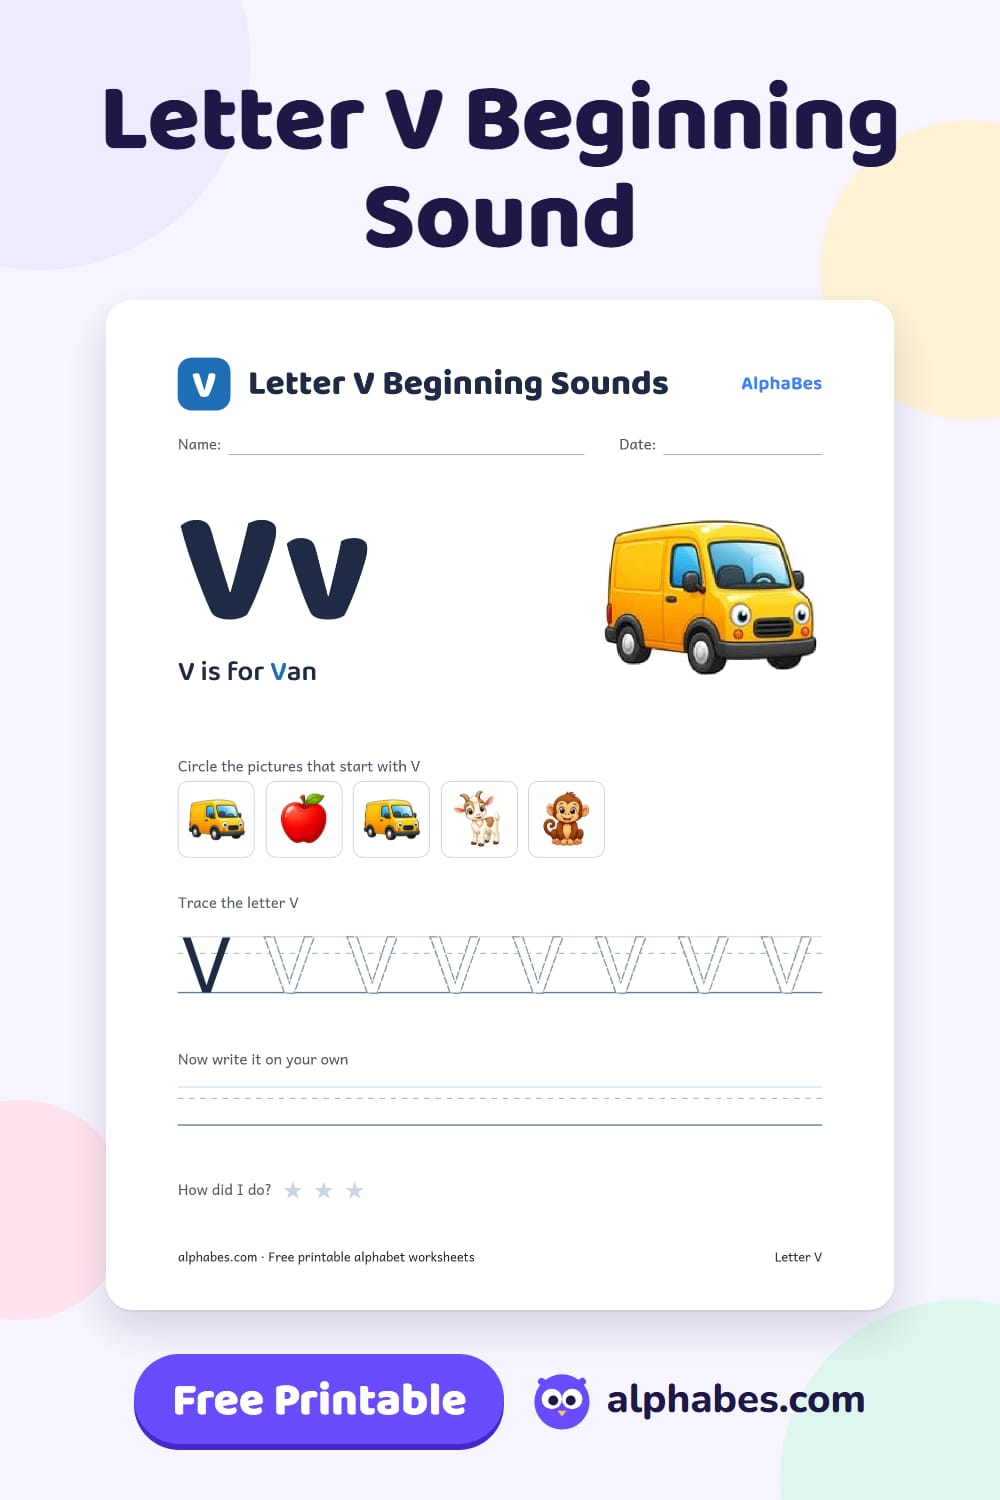 Letter V Beginning
Sound
V
Letter V Beginning Sounds
AlphaBes
Name:
Date:
Vv
V is for Van
Circle the pictures that start with V
Trace the letter V
V V V V V V V V
Now write it on your own
How did I do?
alphabes.com · Free printable alphabet worksheets
Letter V
Free Printable
alphabes.com